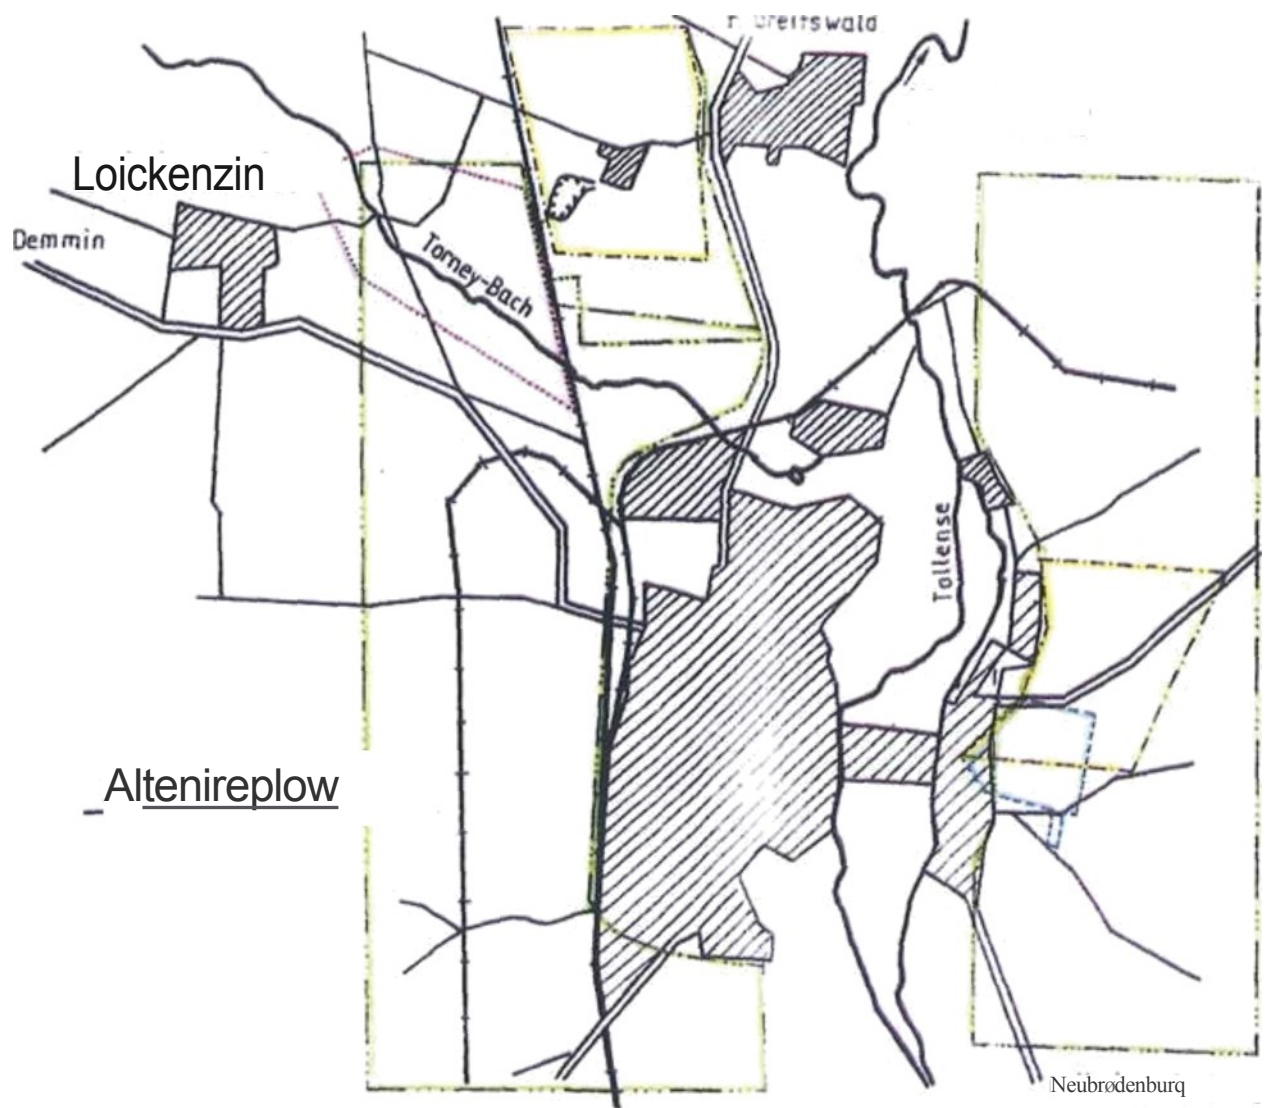 Greifswald
Loickenzin
Demmin
Torney-Bach
Tollense
Altenireplow
Neubrødenburq